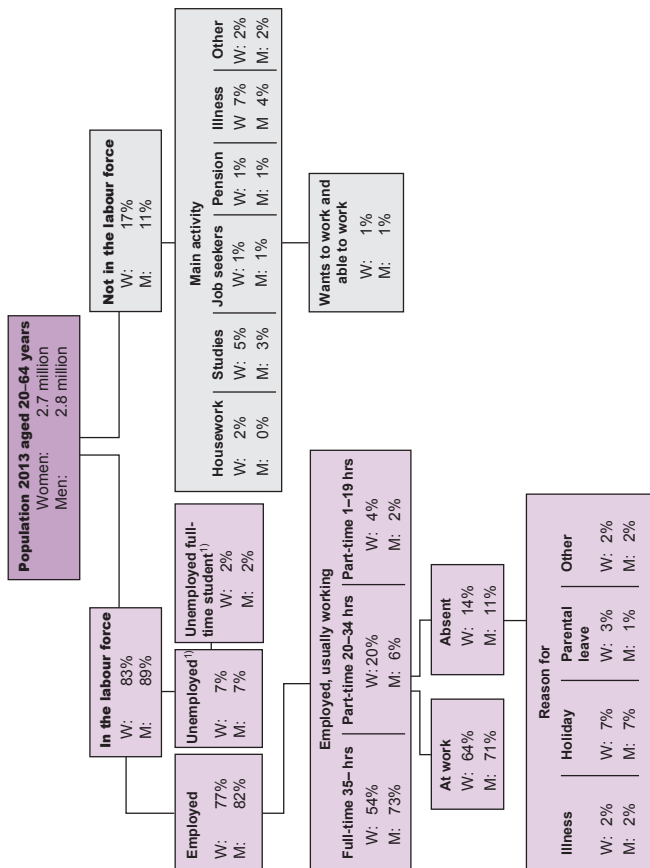 Population 2013 aged 20–64 years
Women: 2.7 million
Men: 2.8 million
In the labour force
W: 83%
M: 89%
Not in the labour force
W: 17%
M: 11%
Employed
W: 77%
M: 82%
Unemployed1)
W: 7%
M: 7%
Unemployed full-
time student1)
W: 2%
M: 2%
Main activity
Housework Studies Job seekers Pension Illness Other
W: 2% W: 5% W: 1% W: 1% W 7% W: 2%
M: 0% M: 3% M: 1% M: 1% M 4% M: 2%
Wants to work and
able to work
W: 1%
M: 1%
Employed, usually working
Full-time 35– hrs Part-time 20–34 hrs Part-time 1–19 hrs
W: 54% W:20% W: 4%
M: 73% M: 6% M: 2%
At work
W: 64%
M: 71%
Absent
W: 14%
M: 11%
Reason for
Illness Holiday Parental leave Other
W: 2% W: 7% W: 3% W: 2%
M: 2% M: 7% M: 1% M: 2%